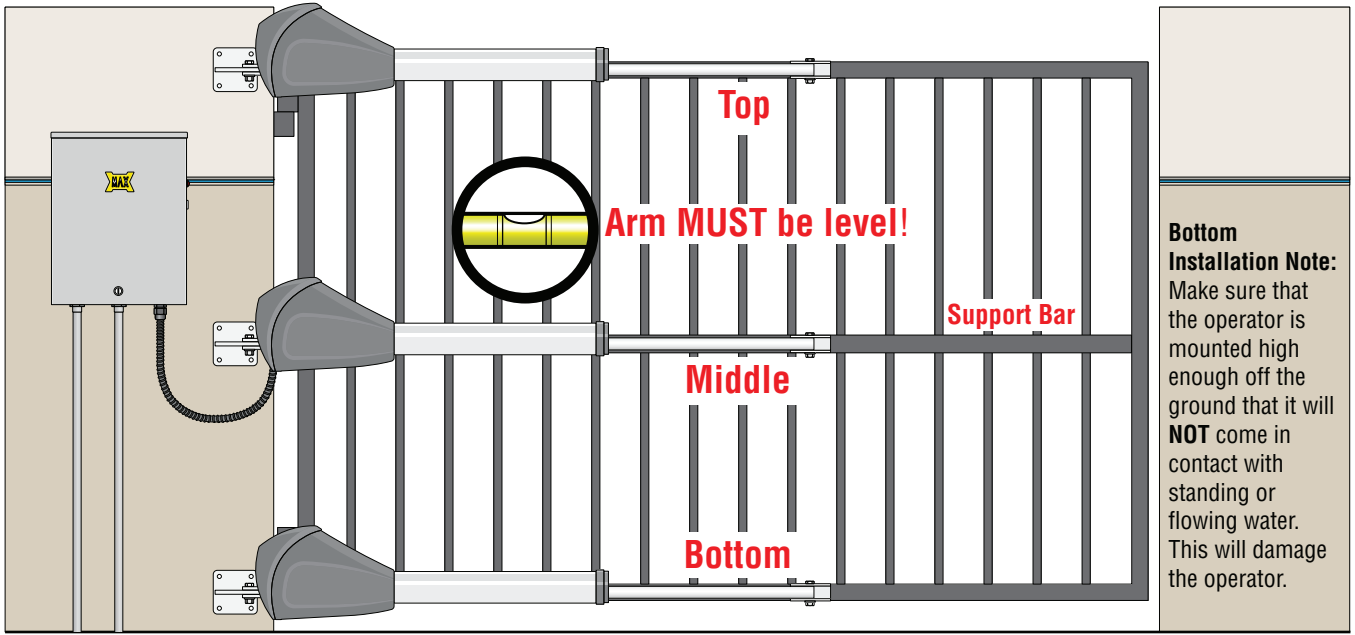 Top
MAX
Arm MUST be level!
Support Bar
Middle
Bottom
Bottom
Installation Note:
Make sure that
the operator is
mounted high
enough off the
ground that it will
NOT come in
contact with
standing or
flowing water.
This will damage
the operator.